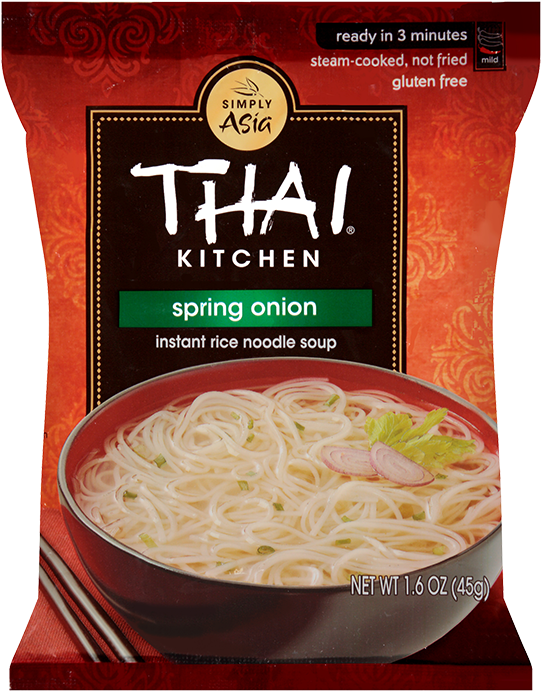 ready in 3 minutes
steam-cooked, not fried
gluten free
mild
SIMPLY
Asia
THAI®
KITCHEN
spring onion
instant rice noodle soup
NET WT 1.6 OZ (45g)